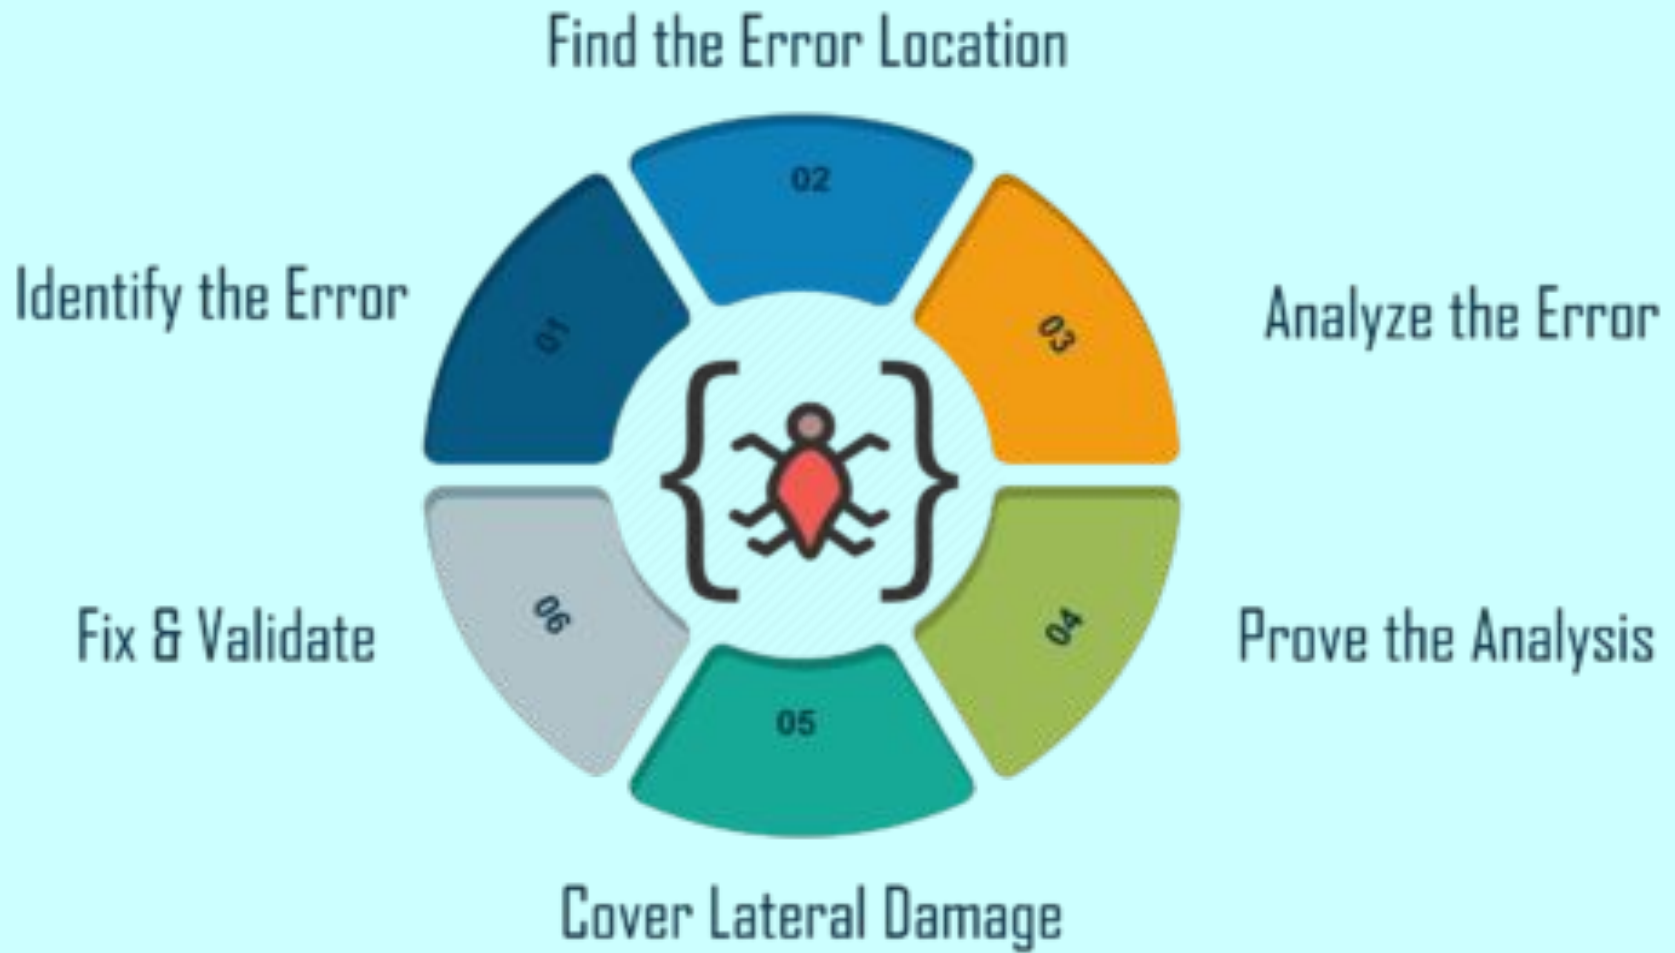 Find the Error Location
02
Identify the Error
01
03
Analyze the Error
Fix & Validate
06
04
Prove the Analysis
05
Cover Lateral Damage